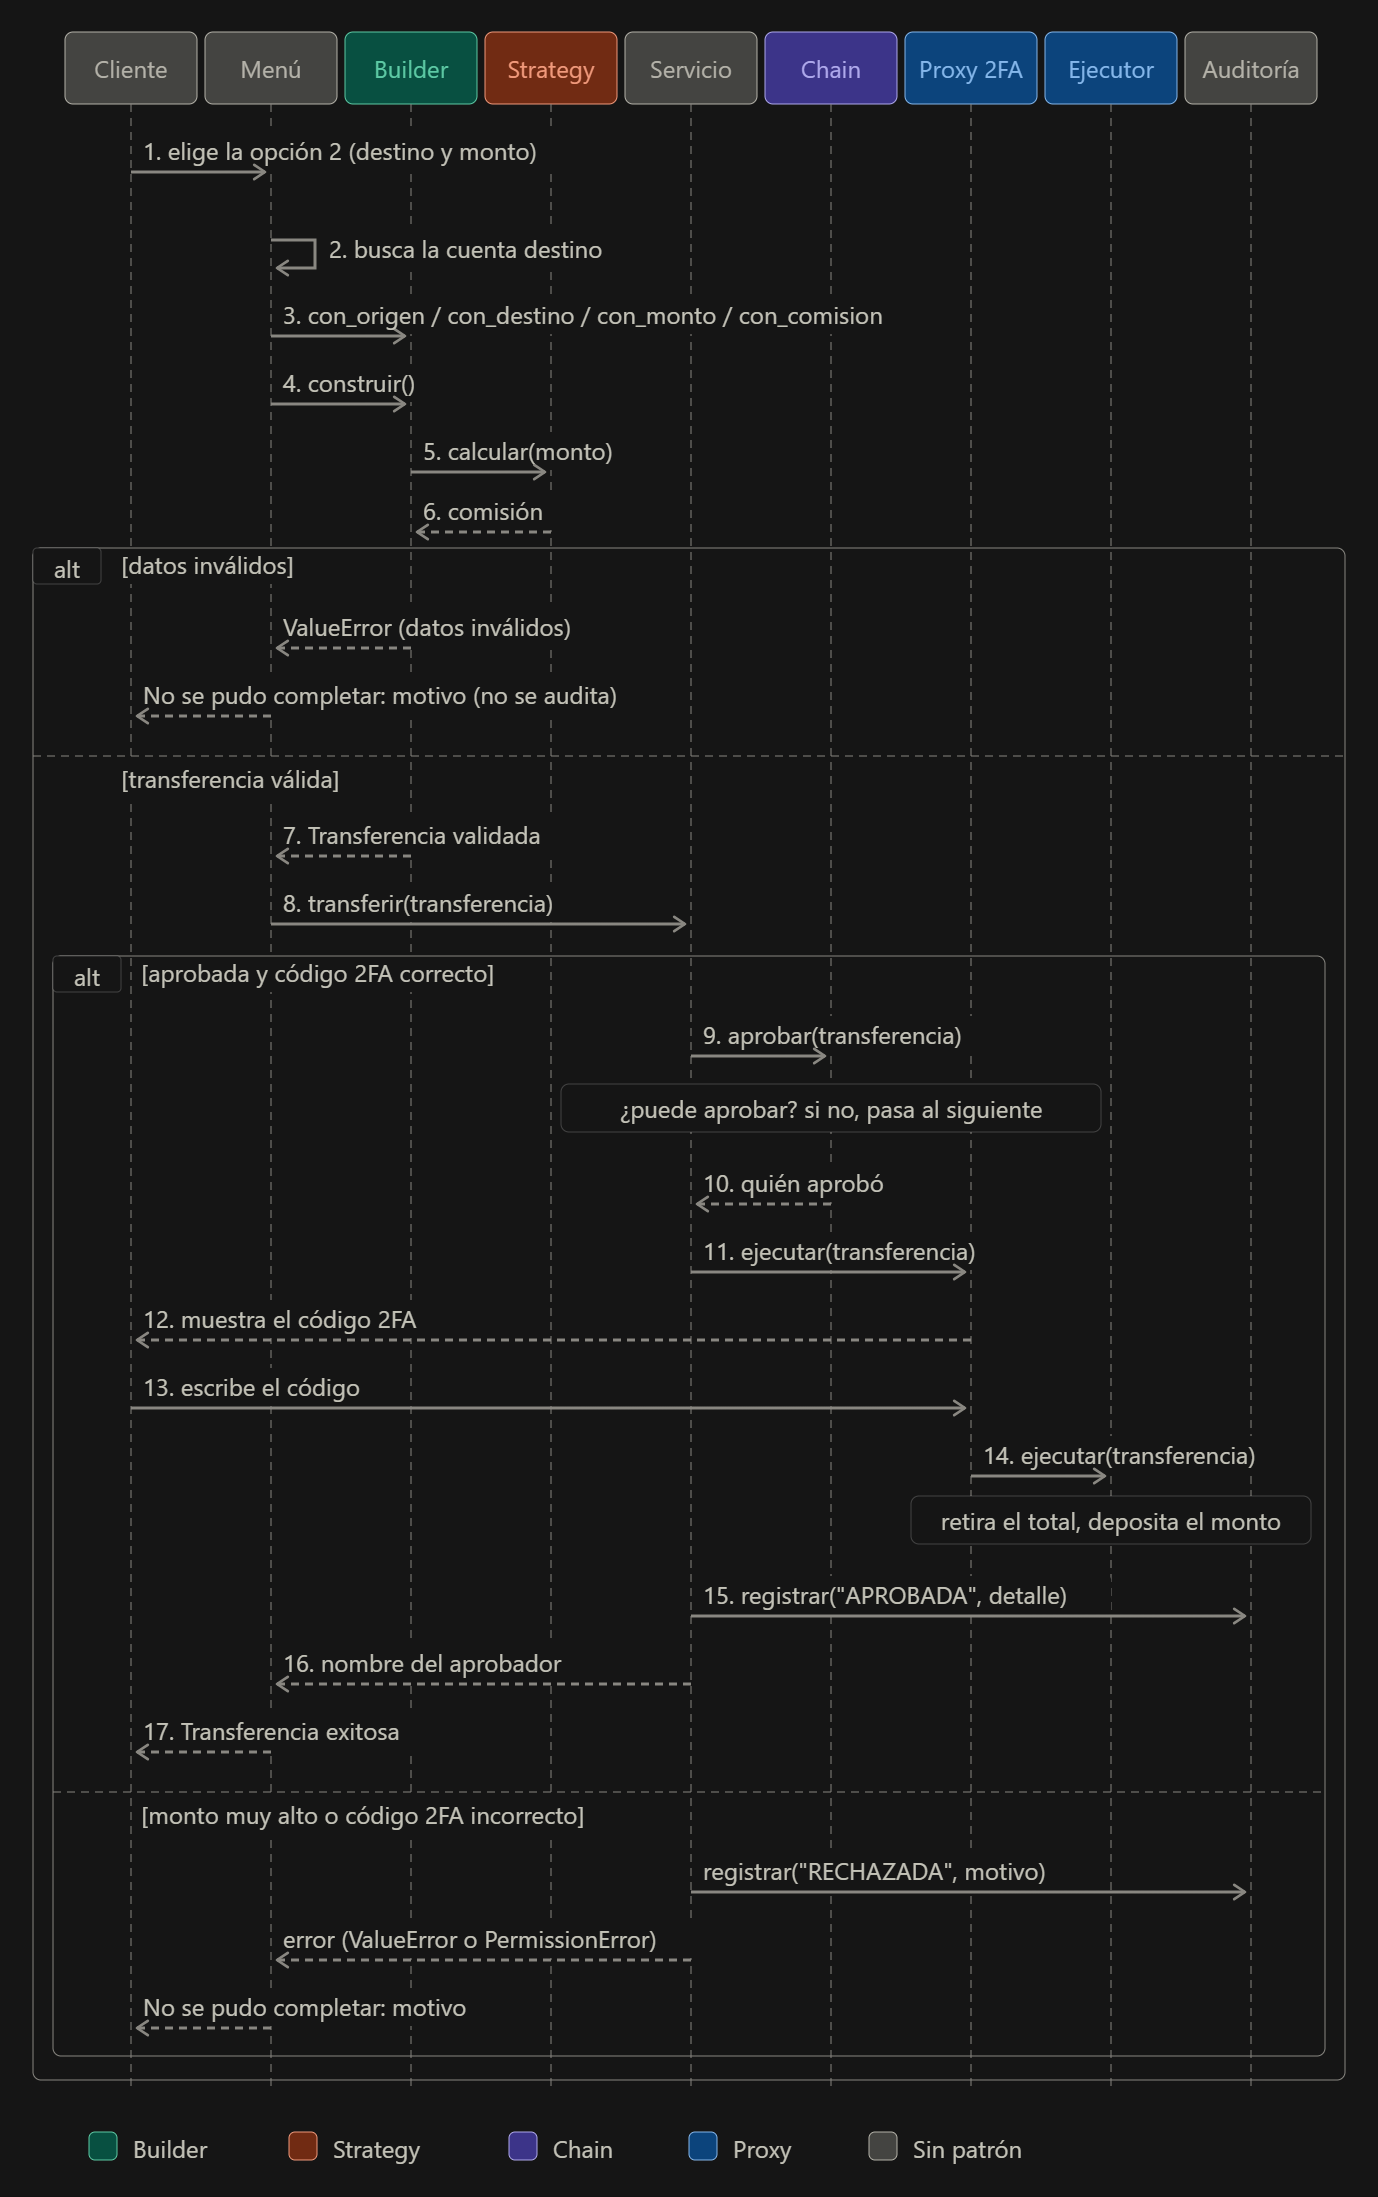 Cliente
Menú
Builder
Strategy
Servicio
Chain
Proxy 2FA
Ejecutor
Auditoría
1. elige la opción 2 (destino y monto)
2. busca la cuenta destino
3. con_origen / con_destino / con_monto / con_comision
4. construir()
5. calcular(monto)
6. comisión
alt
[datos inválidos]
ValueError (datos inválidos)
No se pudo completar: motivo (no se audita)
[transferencia válida]
7. Transferencia validada
8. transferir(transferencia)
alt
[aprobada y código 2FA correcto]
9. aprobar(transferencia)
¿puede aprobar? si no, pasa al siguiente
10. quién aprobó
11. ejecutar(transferencia)
12. muestra el código 2FA
13. escribe el código
14. ejecutar(transferencia)
retira el total, deposita el monto
15. registrar("APROBADA", detalle)
16. nombre del aprobador
17. Transferencia exitosa
[monto muy alto o código 2FA incorrecto]
registrar("RECHAZADA", motivo)
error (ValueError o PermissionError)
No se pudo completar: motivo
Builder
Strategy
Chain
Proxy
Sin patrón